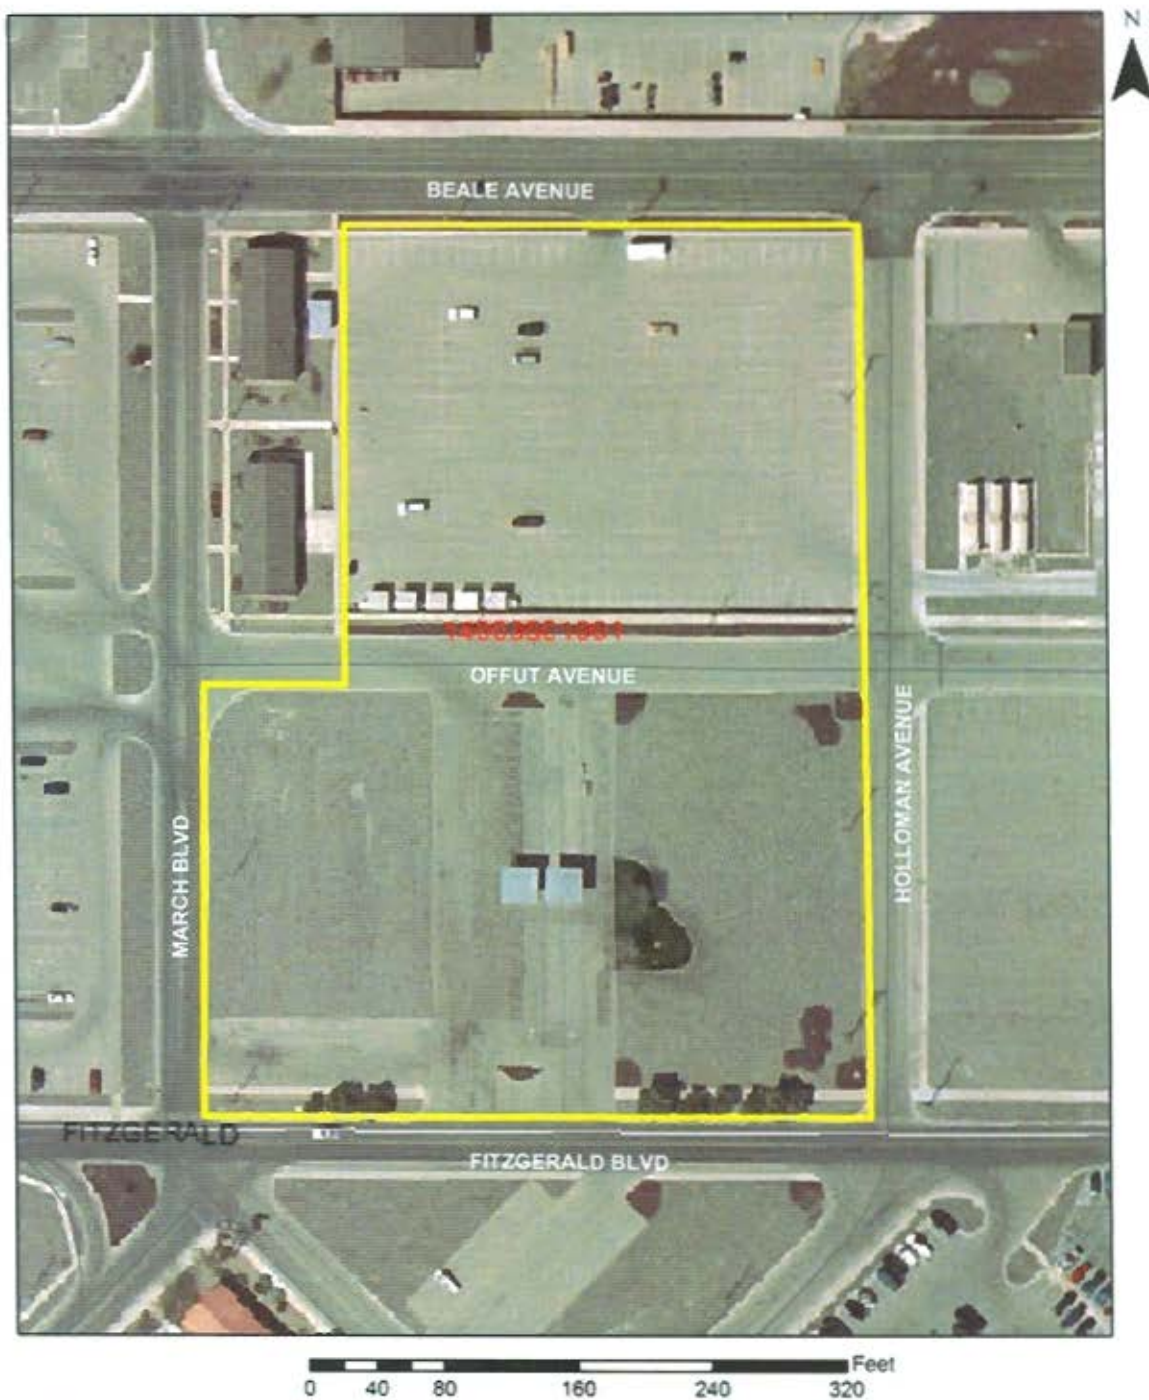 N
BEALE AVENUE
OFFUT AVENUE
MARCH BLVD
HOLLOMAN AVENUE
FITZGERALD
FITZGERALD BLVD
Feet
0 40 80 160 240 320